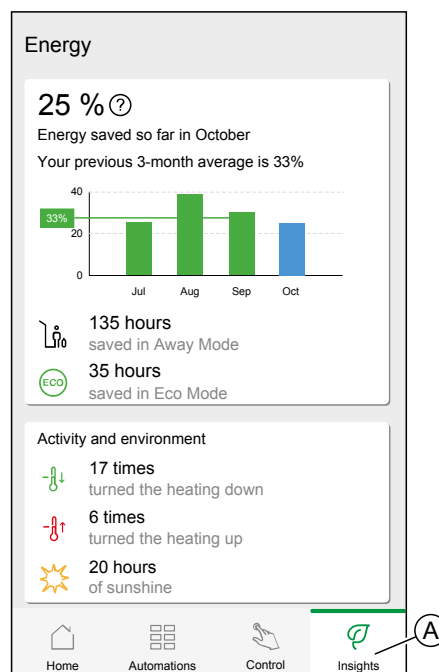 Energy
25 % ?
Energy saved so far in October
Your previous 3-month average is 33%
40
33%
20
0
Jul Aug Sep Oct
135 hours
saved in Away Mode
ECO
35 hours
saved in Eco Mode
Activity and environment
17 times
turned the heating down
6 times
turned the heating up
20 hours
of sunshine
A
Home Automations Control Insights